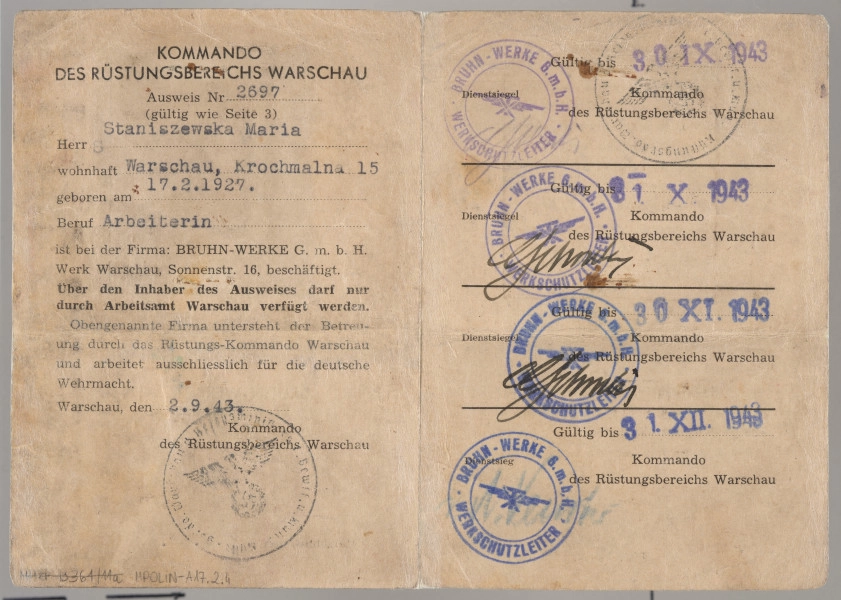 KOMMANDO
DES RÜSTUNGSBEREICHS WARSCHAU
Ausweis Nr 2697
(gültig wie Seite 3)
Staniszewska Maria
Herr
wohnhaft Warschau, Krochmalna 15
geboren am 17.2.1927.
Beruf Arbeiterin
ist bei der Firma: BRUHN-WERKE G. m. b. H.
Werk Warschau, Sonnenstr. 16, beschäftigt.
Über den Inhaber des Ausweises darf nur
durch Arbeitsamt Warschau verfügt werden.
Obengenannte Firma untersteht der Betreu-
ung durch das Rüstungs-Kommando Warschau
und arbeitet ausschliesslich für die deutsche
Wehrmacht.
Warschau, den 2.9.43.
Kommando
des Rüstungsbereichs Warschau
MPOLIN-A17.2.4
Gültig bis 30 IX 1943
Dienstsiegel
Kommando
des Rüstungsbereichs Warschau
BRUHN-WERKE G.m.b.H.
WERKSCHUTZLEITER
Gültig bis 31 X 1943
Dienstsiegel
Kommando
des Rüstungsbereichs Warschau
BRUHN-WERKE G.m.b.H.
WERKSCHUTZLEITER
Gültig bis 30 XI. 1943
Dienstsiegel
Kommando
des Rüstungsbereichs Warschau
BRUHN-WERKE G.m.b.H.
WERKSCHUTZLEITER
Gültig bis 31. XII. 1943
Dienstsieg
Kommando
des Rüstungsbereichs Warschau
BRUHN-WERKE G.m.b.H.
WERKSCHUTZLEITER